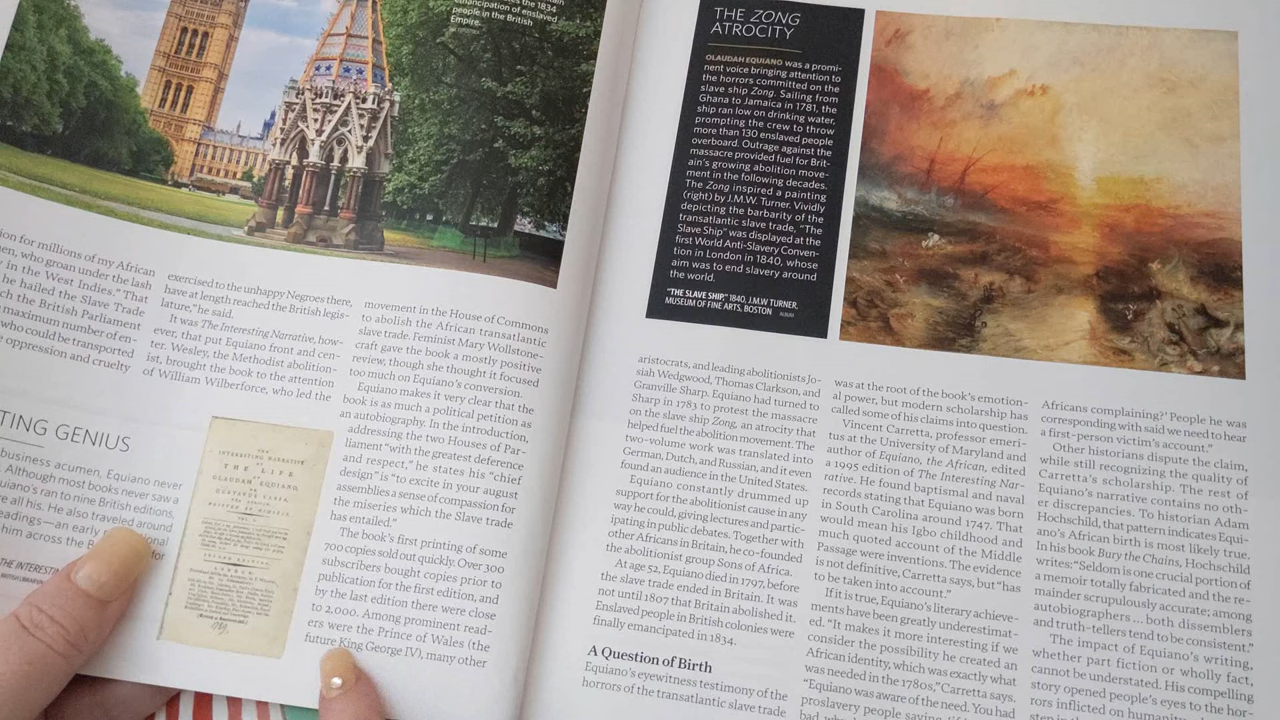 the 1834
emancipation of enslaved
people in the British
Empire.
ion for millions of my African
en, who groan under the lash
in the West Indies." That
he hailed the Slave Trade
ch the British Parliament
maximum number of en-
who could be transported
oppression and cruelty
exercised to the unhappy Negroes there,
have at length reached the British legis-
lature," he said.
It was The Interesting Narrative, how-
ever, that put Equiano front and cen-
ter. Wesley, the Methodist abolition-
ist, brought the book to the attention
of William Wilberforce, who led the
movement in the House of Commons
to abolish the African transatlantic
slave trade. Feminist Mary Wollstone-
craft gave the book a mostly positive
review, though she thought it focused
too much on Equiano's conversion.
Equiano makes it very clear that the
book is as much a political petition as
an autobiography. In the introduction,
addressing the two Houses of Par-
liament "with the greatest deference
and respect," he states his "chief
design" is "to excite in your august
assemblies a sense of compassion for
the miseries which the Slave trade
has entailed."
The book's first printing of some
700 copies sold out quickly. Over 300
subscribers bought copies prior to
publication for the first edition, and
by the last edition there were close
to 2,000. Among prominent read-
ers were the Prince of Wales (the
future King George IV), many other
TING GENIUS
business acumen, Equiano never
Although most books never saw a
uiano's ran to nine British editions,
e all his. He also traveled around
eadings—an early
him across the
for
THE INTERESTING
BRITISH LIBRARY
THE
INTERESTING NARRATIVE
OF
THE LIFE
OF
OLAUDAH EQUIANO,
OR
GUSTAVUS VASSA,
THE AFRICAN.
WRITTEN BY HIMSELF.
VOL. I.
LONDON:
THE ZONG
ATROCITY
OLAUDAH EQUIANO was a promi-
nent voice bringing attention to
the horrors committed on the
slave ship Zong. Sailing from
Ghana to Jamaica in 1781, the
ship ran low on drinking water,
prompting the crew to throw
more than 130 enslaved people
overboard. Outrage against the
massacre provided fuel for Brit-
ain's growing abolition move-
ment in the following decades.
The Zong inspired a painting
(right) by J.M.W. Turner. Vividly
depicting the barbarity of the
transatlantic slave trade, "The
Slave Ship" was displayed at the
first World Anti-Slavery Conven-
tion in London in 1840, whose
aim was to end slavery around
the world.
"THE SLAVE SHIP," 1840, J.M.W TURNER,
MUSEUM OF FINE ARTS, BOSTON
ALBUM
aristocrats, and leading abolitionists Jo-
siah Wedgwood, Thomas Clarkson, and
Granville Sharp. Equiano had turned to
Sharp in 1783 to protest the massacre
on the slave ship Zong, an atrocity that
helped fuel the abolition movement. The
two-volume work was translated into
German, Dutch, and Russian, and it even
found an audience in the United States.
Equiano constantly drummed up
support for the abolitionist cause in any
way he could, giving lectures and partic-
ipating in public debates. Together with
other Africans in Britain, he co-founded
the abolitionist group Sons of Africa.
At age 52, Equiano died in 1797, before
the slave trade ended in Britain. It was
not until 1807 that Britain abolished it.
Enslaved people in British colonies were
finally emancipated in 1834.
A Question of Birth
Equiano's eyewitness testimony of the
horrors of the transatlantic slave trade
was at the root of the book's emotion-
al power, but modern scholarship has
called some of his claims into question.
Vincent Carretta, professor emeri-
tus at the University of Maryland and
author of Equiano, the African, edited
a 1995 edition of The Interesting Nar-
rative. He found baptismal and naval
records stating that Equiano was born
in South Carolina around 1747. That
would mean his Igbo childhood and
much quoted account of the Middle
Passage were inventions. The evidence
is not definitive, Carretta says, but "has
to be taken into account."
If it is true, Equiano's literary achieve-
ments have been greatly underestimat-
ed. "It makes it more interesting if we
consider the possibility he created an
African identity, which was exactly what
was needed in the 1780s," Carretta says.
"Equiano was aware of the need. You had
proslavery people saying,
Africans complaining?' People he was
corresponding with said we need to hear
a first-person victim's account."
Other historians dispute the claim,
while still recognizing the quality of
Carretta's scholarship. The rest of
Equiano's narrative contains no oth-
er discrepancies. To historian Adam
Hochschild, that pattern indicates Equi-
ano's African birth is most likely true.
In his book Bury the Chains, Hochschild
writes: "Seldom is one crucial portion of
a memoir totally fabricated and the re-
mainder scrupulously accurate; among
autobiographers ... both dissemblers
and truth-tellers tend to be consistent."
The impact of Equiano's writing,
whether part fiction or wholly fact,
cannot be understated. His compelling
story opened people's eyes to the hor-
rors inflicted on